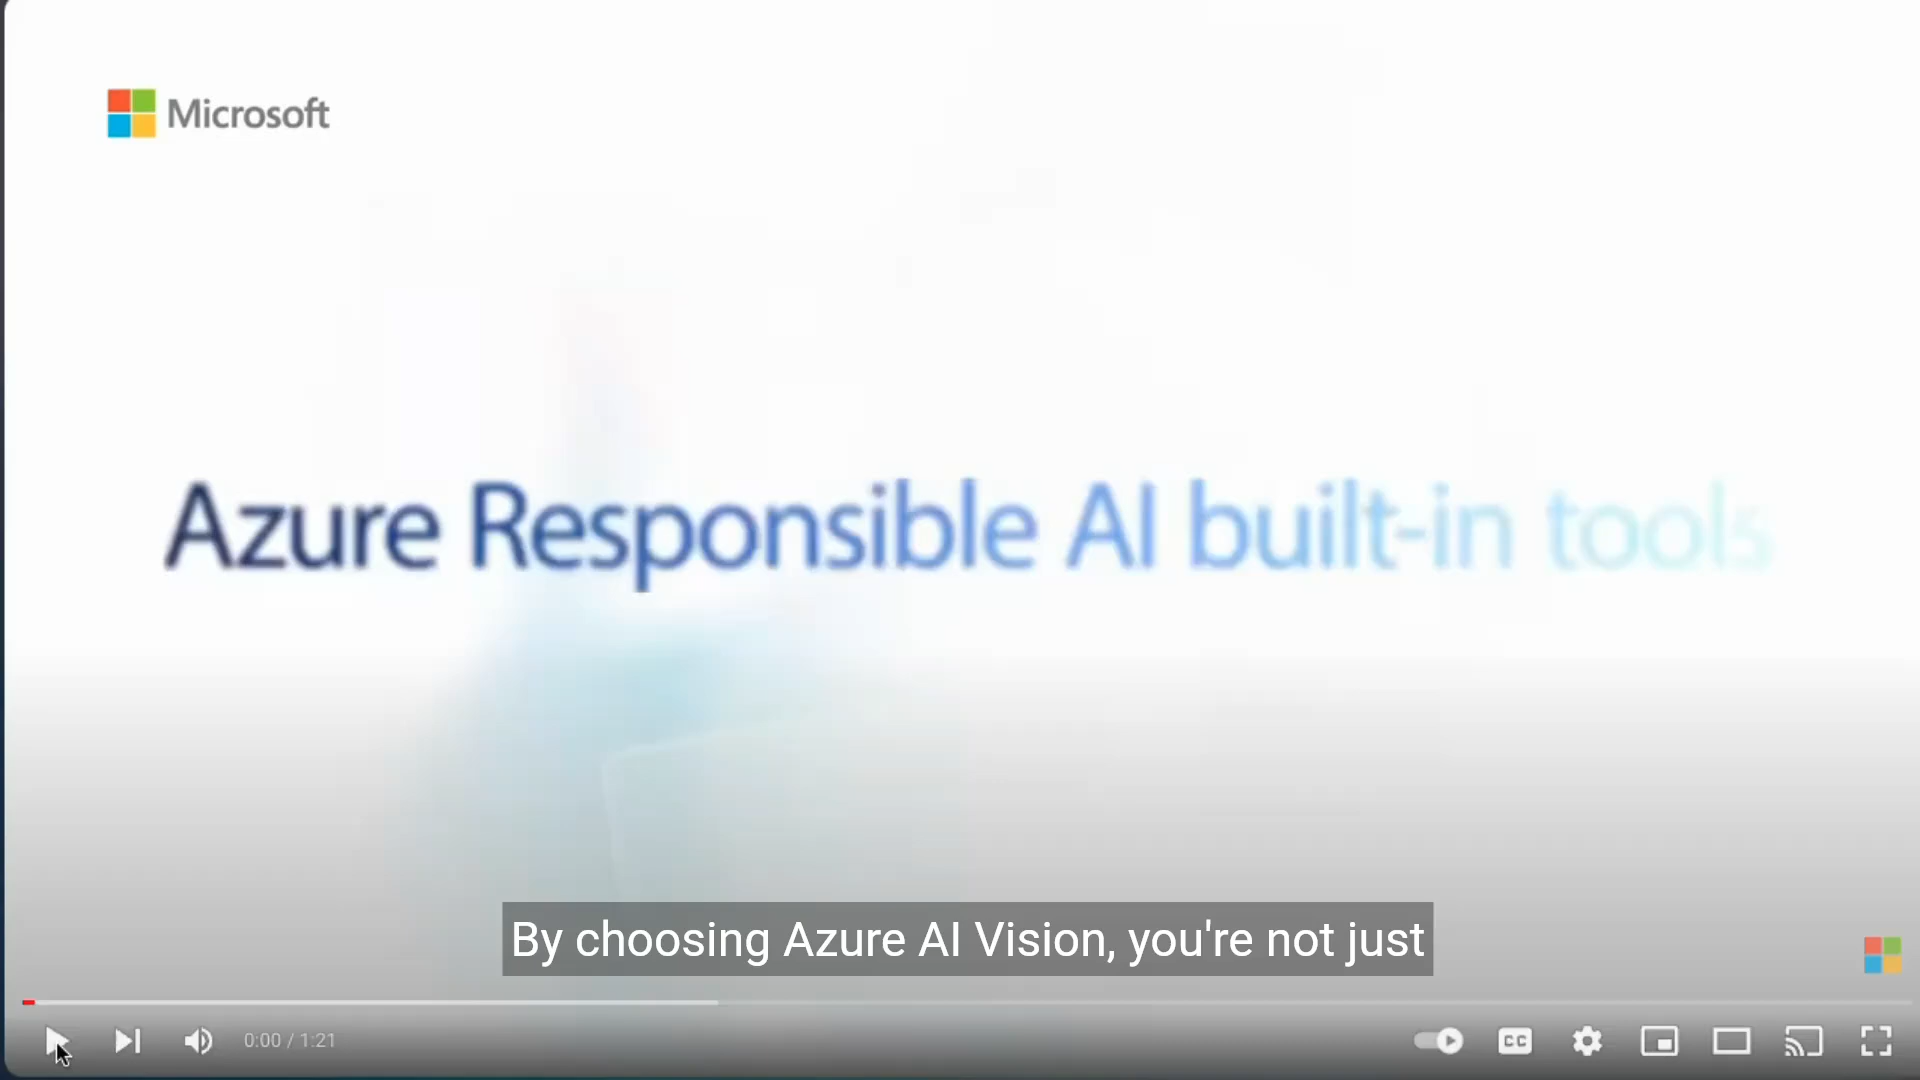 Microsoft
Azure Responsible AI built-in tools
By choosing Azure AI Vision, you're not just
0:00 / 1:21
CC